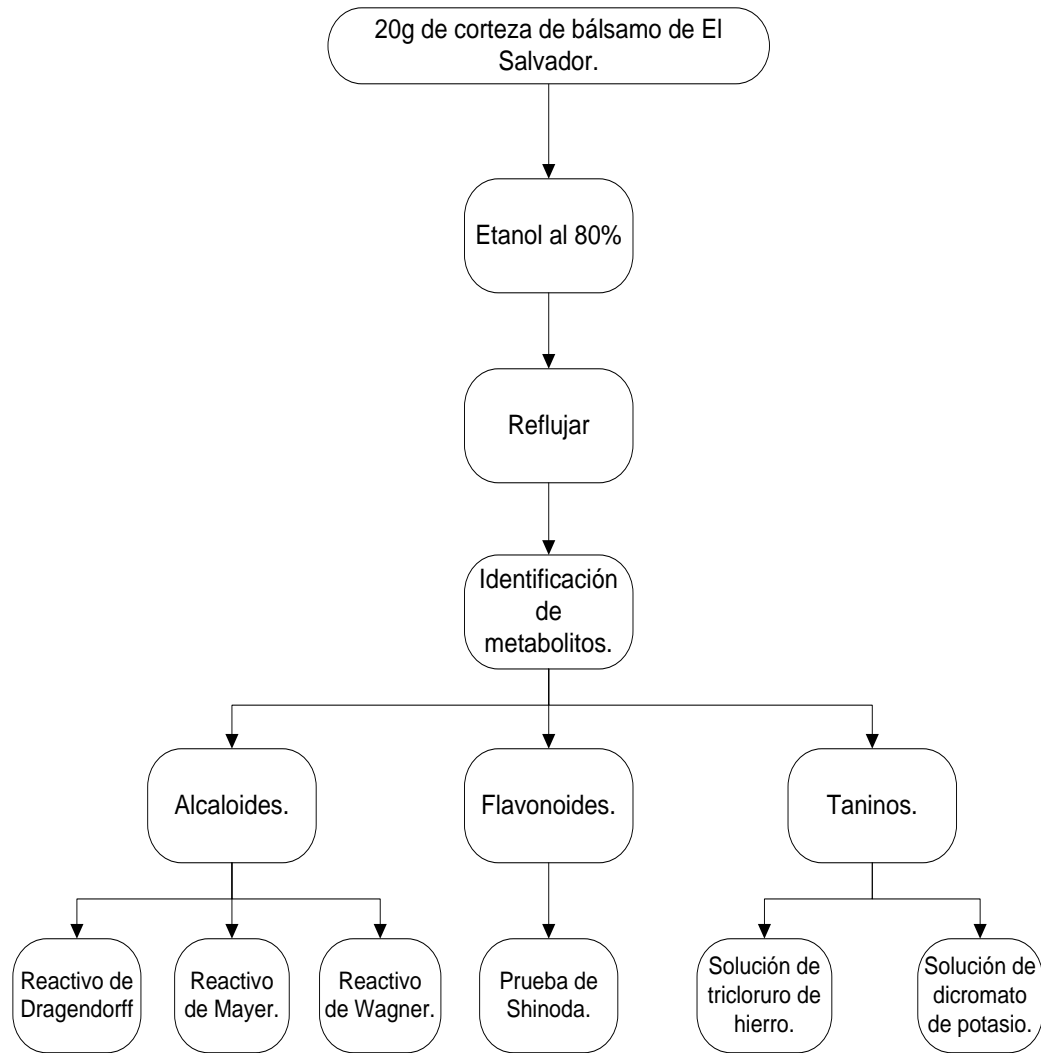 20g de corteza de bálsamo de El
Salvador.
Etanol al 80%
Reflujar
Identificación
de
metabolitos.
Alcaloides.
Flavonoides.
Taninos.
Reactivo de
Dragendorff
Reactivo
de Mayer.
Reactivo
de Wagner.
Prueba de
Shinoda.
Solución de
tricloruro de
hierro.
Solución de
dicromato
de potasio.